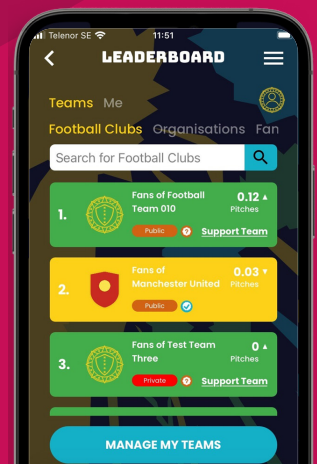 Telenor SE 11:51
LEADERBOARD
Teams Me
Football Clubs Organisations Fan
Search for Football Clubs
1.
Fans of Football
Team 010
0.12
Pitches
Public ? Support Team
2.
Fans of
Manchester United
0.03
Pitches
Public
3.
Fans of Test Team
Three
0
Pitches
Private ? Support Team
MANAGE MY TEAMS